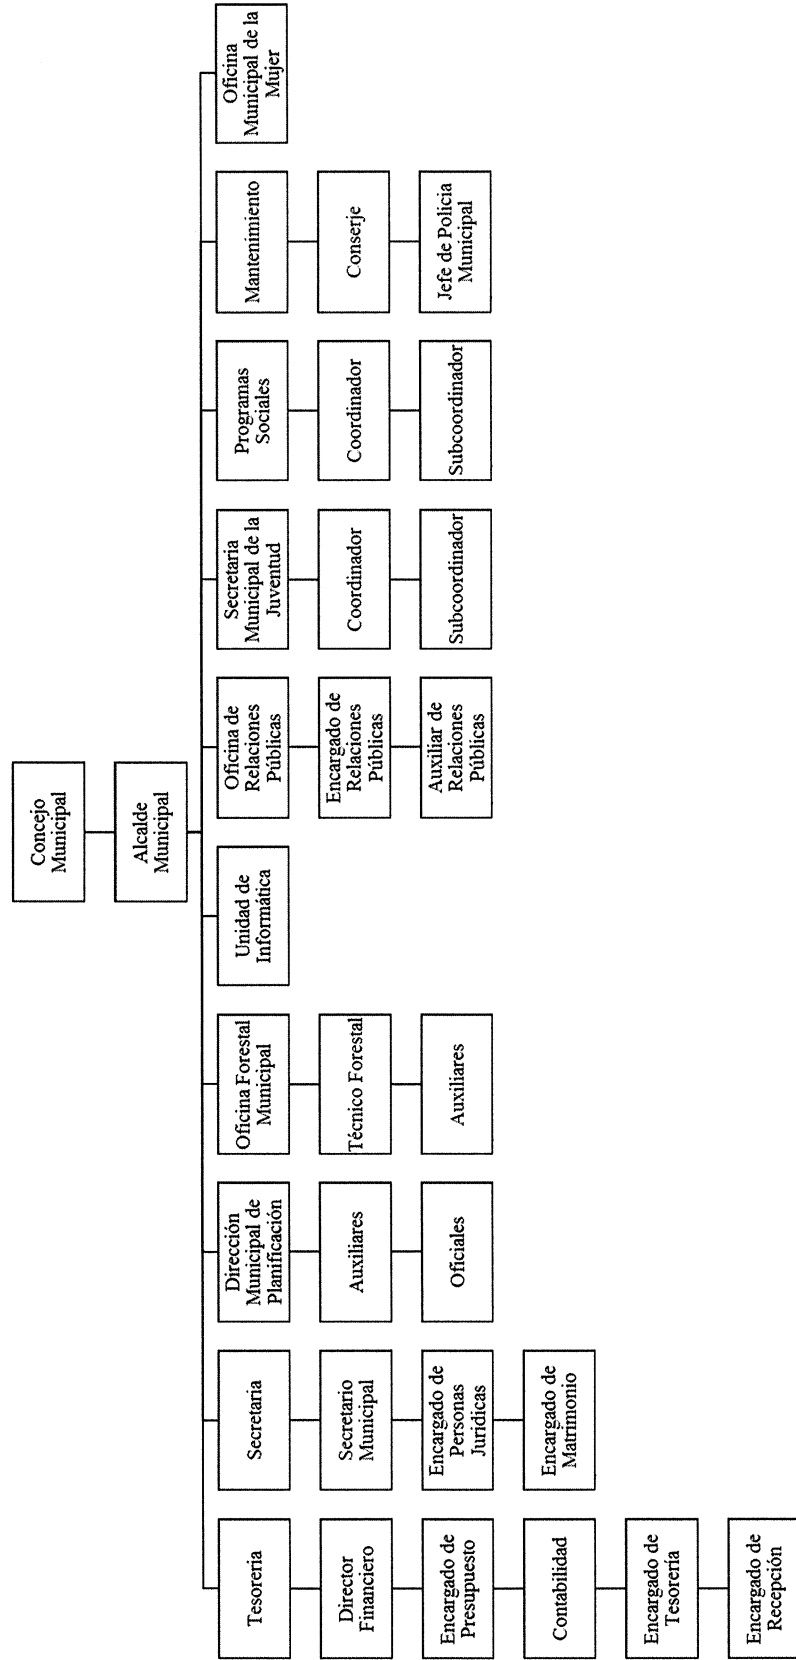 Concejo
Municipal
Alcalde
Municipal
Tesoreria
Director
Financiero
Encargado de
Presupuesto
Contabilidad
Encargado de
Tesorería
Encargado de
Recepción
Secretaria
Secretario
Municipal
Encargado de
Personas
Juridicas
Encargado de
Matrimonio
Dirección
Municipal de
Planificación
Auxiliares
Oficiales
Oficina Forestal
Municipal
Técnico Forestal
Auxiliares
Unidad de
Informática
Oficina de
Relaciones
Públicas
Encargado de
Relaciones
Públicas
Auxiliar de
Relaciones
Públicas
Secretaria
Municipal de la
Juventud
Coordinador
Subcoordinador
Programas
Sociales
Coordinador
Subcoordinador
Mantenimiento
Conserje
Jefe de Policia
Municipal
Oficina
Municipal de la
Mujer